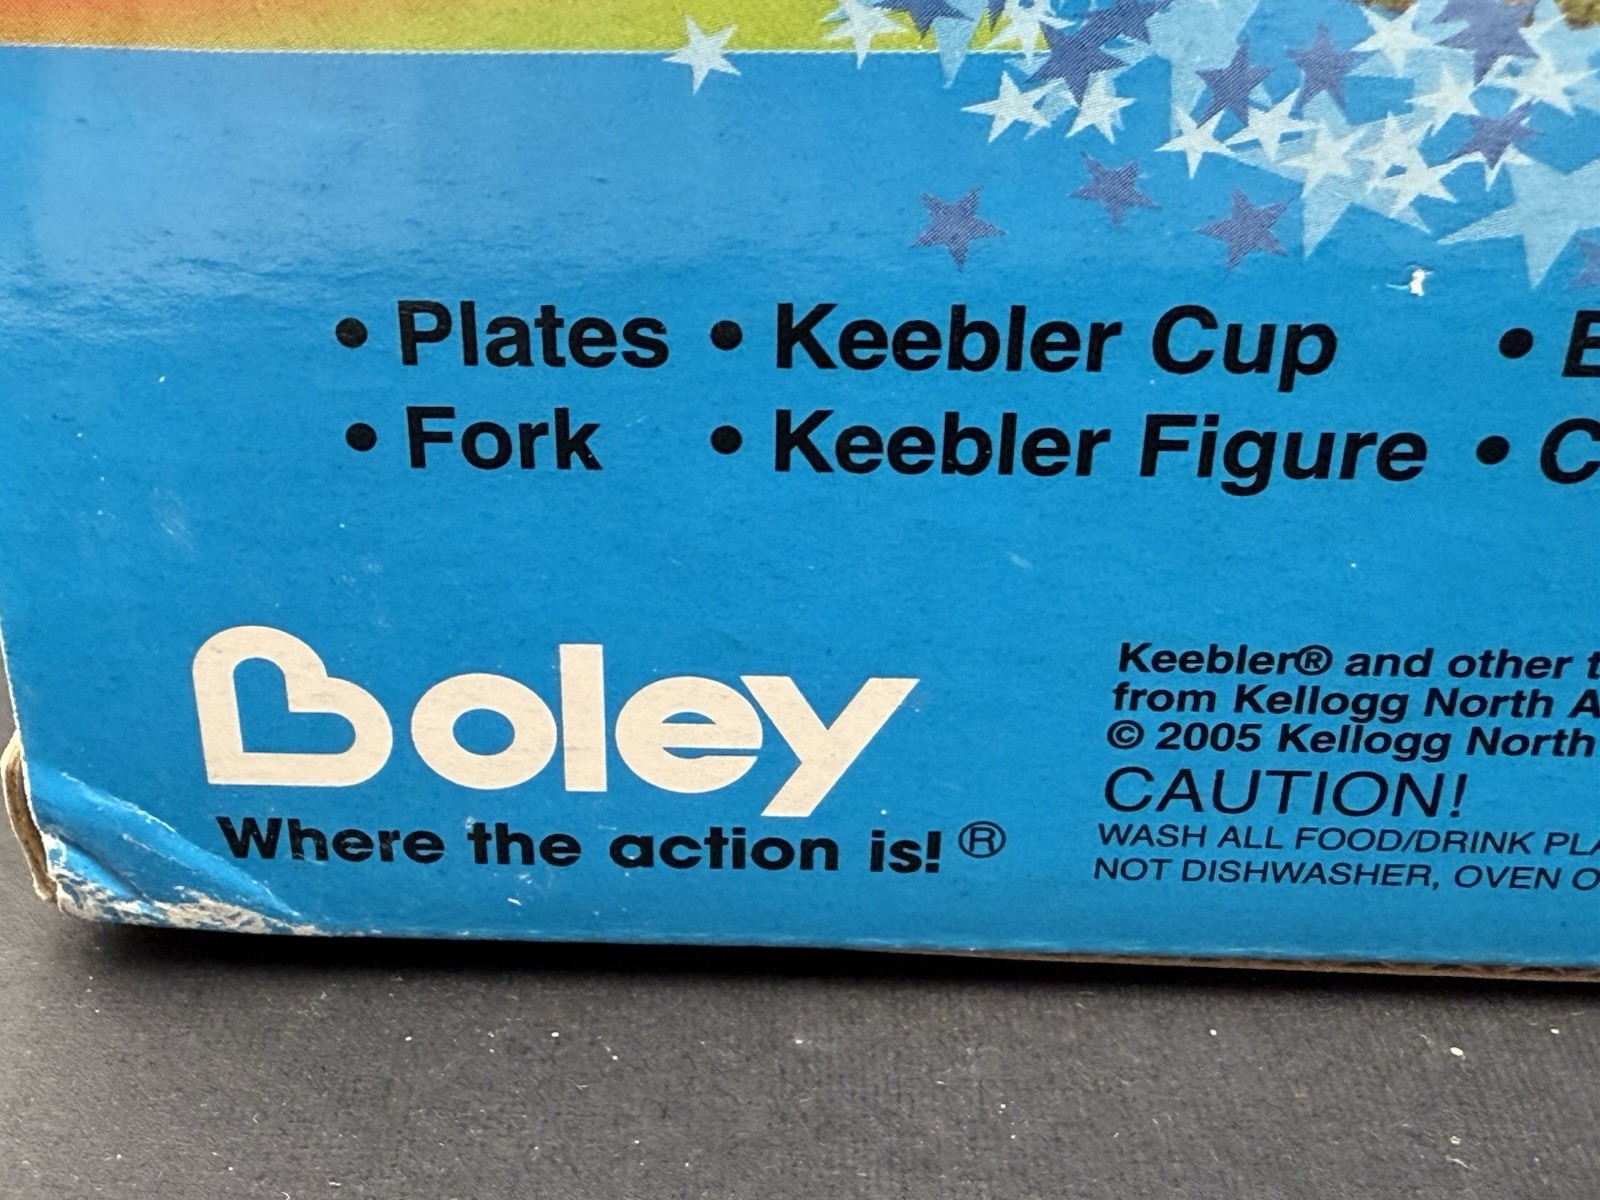 • Plates • Keebler Cup •
• Fork • Keebler Figure •
Boley
Where the action is!®
Keebler® and other
from Kellogg North
© 2005 Kellogg North
CAUTION!
WASH ALL FOOD/DRINK
NOT DISHWASHER, OVEN